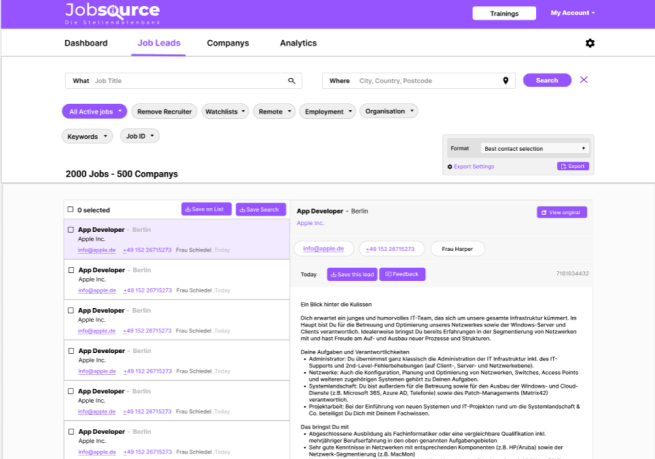 Jobsource
Die Stellendatenbank
Trainings
My Account
Dashboard
Job Leads
Companys
Analytics
What Job Title
Where City, Country, Postcode
Search
All Active jobs
Remove Recruiter
Watchlists
Remote
Employment
Organisation
Keywords
Job ID
Format Best contact selection
Export Settings
Export
2000 Jobs - 500 Companys
0 selected
Save on List
Save Search
App Developer - Berlin
Apple Inc.
info@apple.de +49 152 26715273 Frau Schiedel ,Today
App Developer - Berlin
Apple Inc.
info@apple.de +49 152 26715273 Frau Schiedel ,Today
App Developer - Berlin
Apple Inc.
info@apple.de +49 152 26715273 Frau Schiedel ,Today
App Developer - Berlin
Apple Inc.
info@apple.de +49 152 26715273 Frau Schiedel ,Today
App Developer - Berlin
Apple Inc.
info@apple.de +49 152 26715273 Frau Schiedel ,Today
App Developer - Berlin
Apple Inc.
info@apple.de +49 152 26715273 Frau Schiedel ,Today
App Developer - Berlin
View original
Apple Inc.
info@apple.de
+49 152 26715273
Frau Harper
Today
Save this lead
Feedback
7161634432
Ein Blick hinter die Kulissen
Dich erwartet ein junges und humorvolles IT-Team, das sich um unsere gesamte Infrastruktur kümmert. Im
Haupt bist Du für die Betreuung und Optimierung unseres Netzwerkes sowie der Windows-Server und
Clients verantwortlich. Idealerweise bringst Du bereits Erfahrungen in der Segmentierung von Netzwerken
mit und hast Freude am Auf- und Ausbau neuer Prozesse und Strukturen.
Deine Aufgaben und Verantwortlichkeiten
• Administrator: Du übernimmst ganz klassisch die Administration der IT Infrastruktur inkl. des IT-
Supports und 2nd-Level-Fehlerbehebungen (auf Client-, Server- und Netzwerkebene).
• Netzwerke: Auch die Konfiguration, Planung und Optimierung von Netzwerken, Switches, Access Points
und weiteren zugehörigen Systemen gehört zu Deinen Aufgaben.
• Systemlandschaft: Du bist außerdem für die Betreuung sowie für den Ausbau der Windows- und Cloud-
Dienste (z.B. Microsoft 365, Azure AD, Telefonie) sowie des Patch-Managements (Matrix42)
verantwortlich.
• Projektarbeit: Bei der Einführung von neuen Systemen und IT-Projekten rund um die Systemlandschaft &
Co. beteiligst Du Dich mit Deinem Fachwissen.
Das bringst Du mit
• Abgeschlossene Ausbildung als Fachinformatiker oder eine vergleichbare Qualifikation inkl.
mehrjähriger Berufserfahrung in den oben genannten Aufgabengebieten
• Sehr gute Kenntnisse in Netzwerken mit entsprechenden Komponenten (z.B. HP/Aruba) sowie der
Netzwerk-Segmentierung (z.B. MacMon)